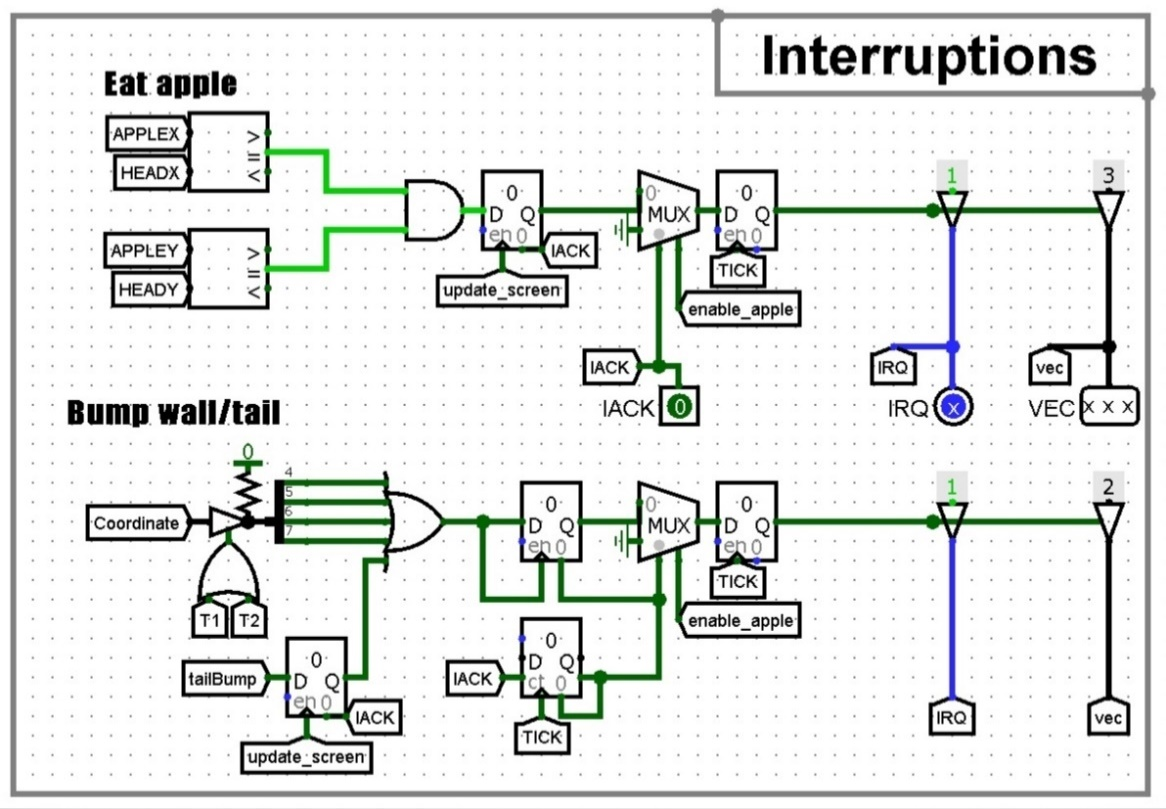 Interruptions
Eat apple
APPLEX
HEADX
>
=
<
APPLEY
HEADY
>
=
<
0
D Q
en 0
IACK
update_screen
0
MUX
0
D Q
en 0
TICK
enable_apple
1
3
IACK
IACK 0
IRQ
IRQ x
vec
VEC x x x
Bump wall/tail
0
Coordinate
4
5
6
7
T1 T2
0
D Q
en 0
0
MUX
0
D Q
en 0
TICK
enable_apple
1
2
tailBump
0
D Q
en 0
IACK
update_screen
IACK
0
D Q
ct 0
TICK
IRQ
vec